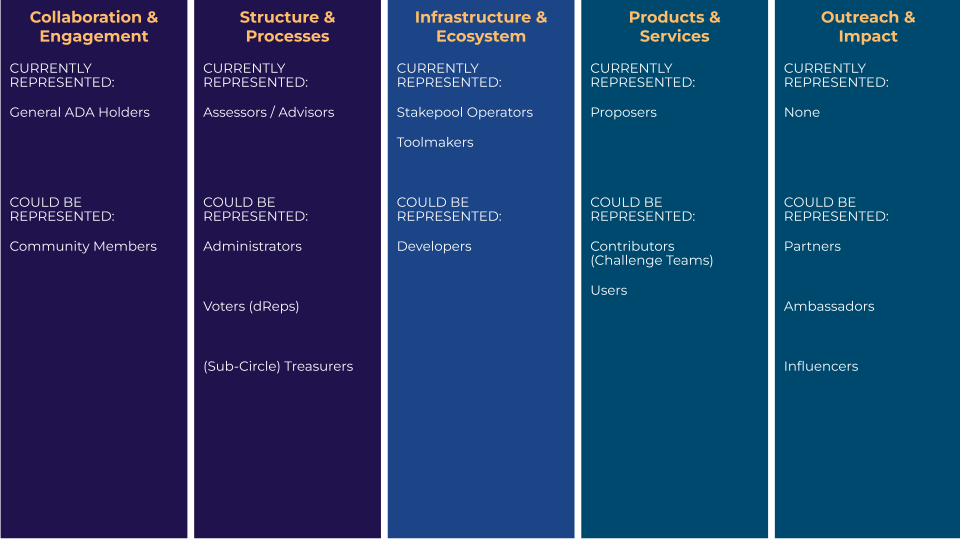 Collaboration &
Engagement
CURRENTLY
REPRESENTED:
General ADA Holders
COULD BE
REPRESENTED:
Community Members
Structure &
Processes
CURRENTLY
REPRESENTED:
Assessors / Advisors
COULD BE
REPRESENTED:
Administrators
Voters (dReps)
(Sub-Circle) Treasurers
Infrastructure &
Ecosystem
CURRENTLY
REPRESENTED:
Stakepool Operators
Toolmakers
COULD BE
REPRESENTED:
Developers
Products &
Services
CURRENTLY
REPRESENTED:
Proposers
COULD BE
REPRESENTED:
Contributors
(Challenge Teams)
Users
Outreach &
Impact
CURRENTLY
REPRESENTED:
None
COULD BE
REPRESENTED:
Partners
Ambassadors
Influencers